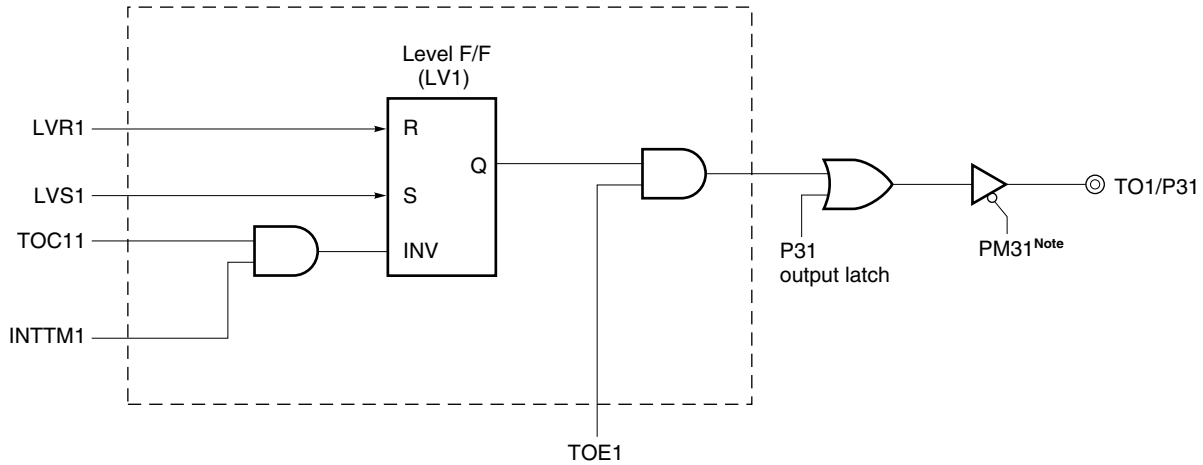 Level F/F
(LV1)
LVR1
R
Q
LVS1
S
TO1/P31
TOC11
INV
P31
output latch
PM31Note
INTTM1
TOE1